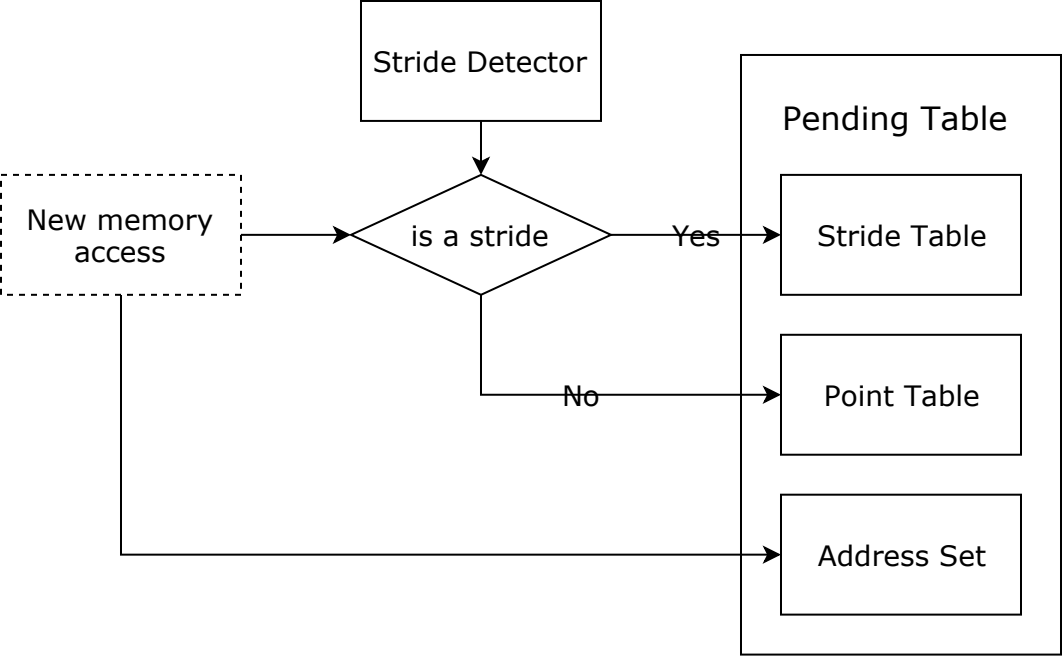 Stride Detector
Pending Table
New memory
access
is a stride
Yes
Stride Table
No
Point Table
Address Set